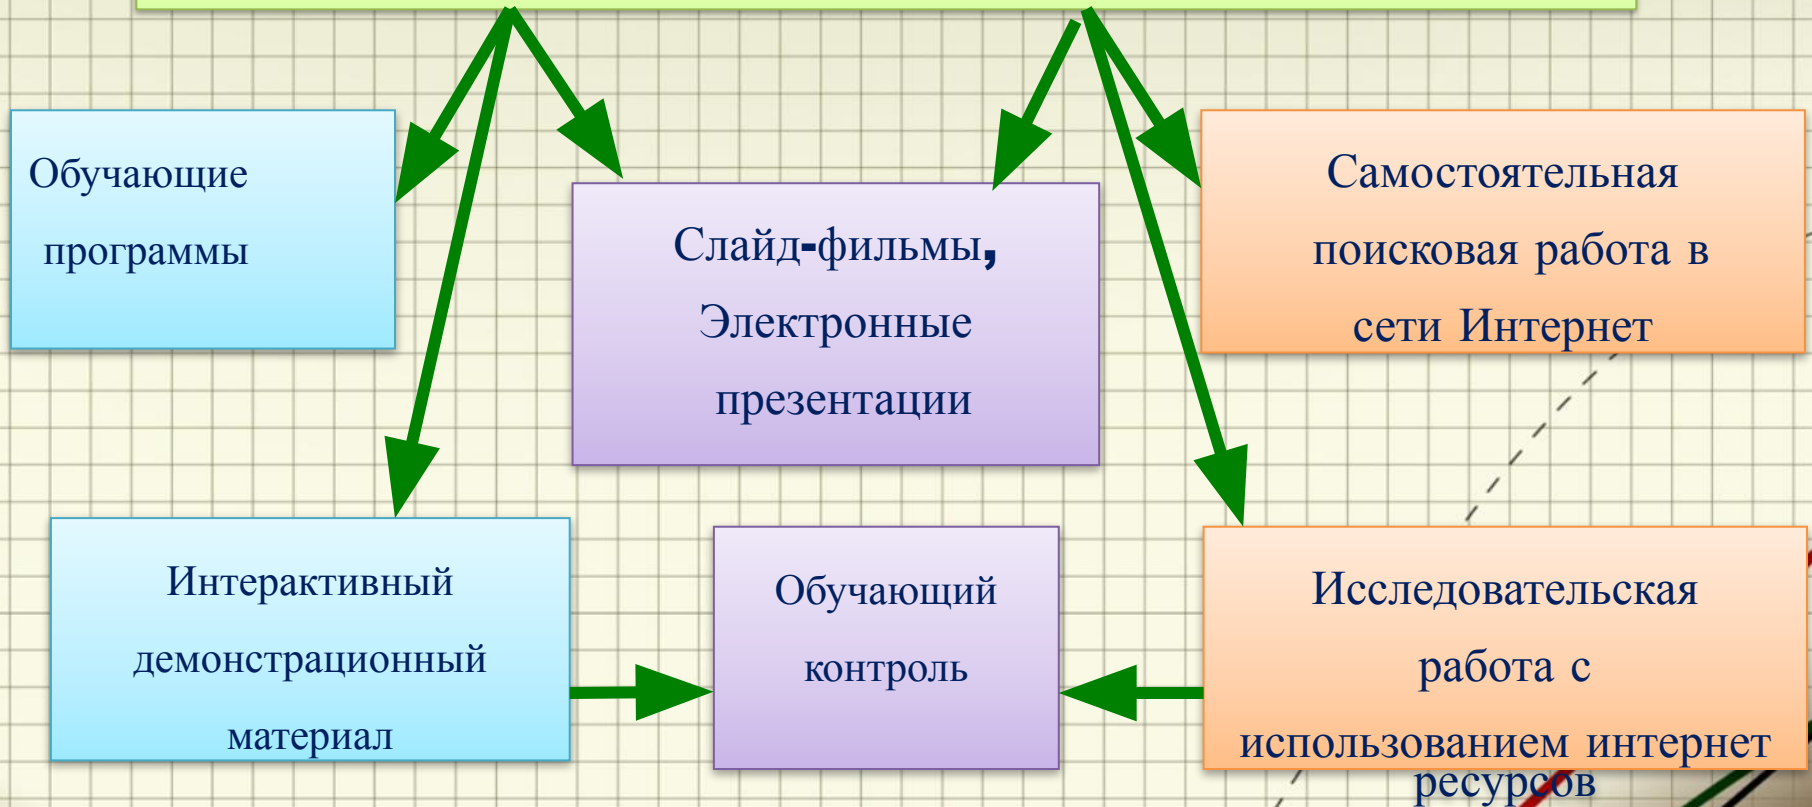 Обучающие
программы
Слайд-фильмы,
Электронные
презентации
Самостоятельная
поисковая работа в
сети Интернет
Интерактивный
демонстрационный
материал
Обучающий
контроль
Исследовательская
работа с
использованием интернет
ресурсов